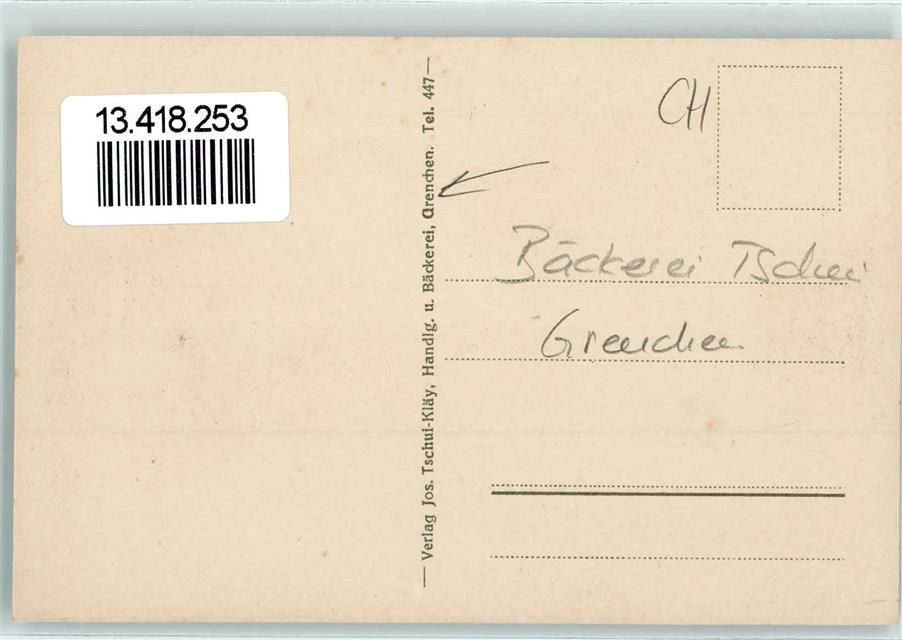 13.418.253
— Verlag Jos. Tschui-Kläy, Handlg. u. Bäckerei, Grenchen. Tel. 447 —
CH
Bäckerei Tschui
Grenchen